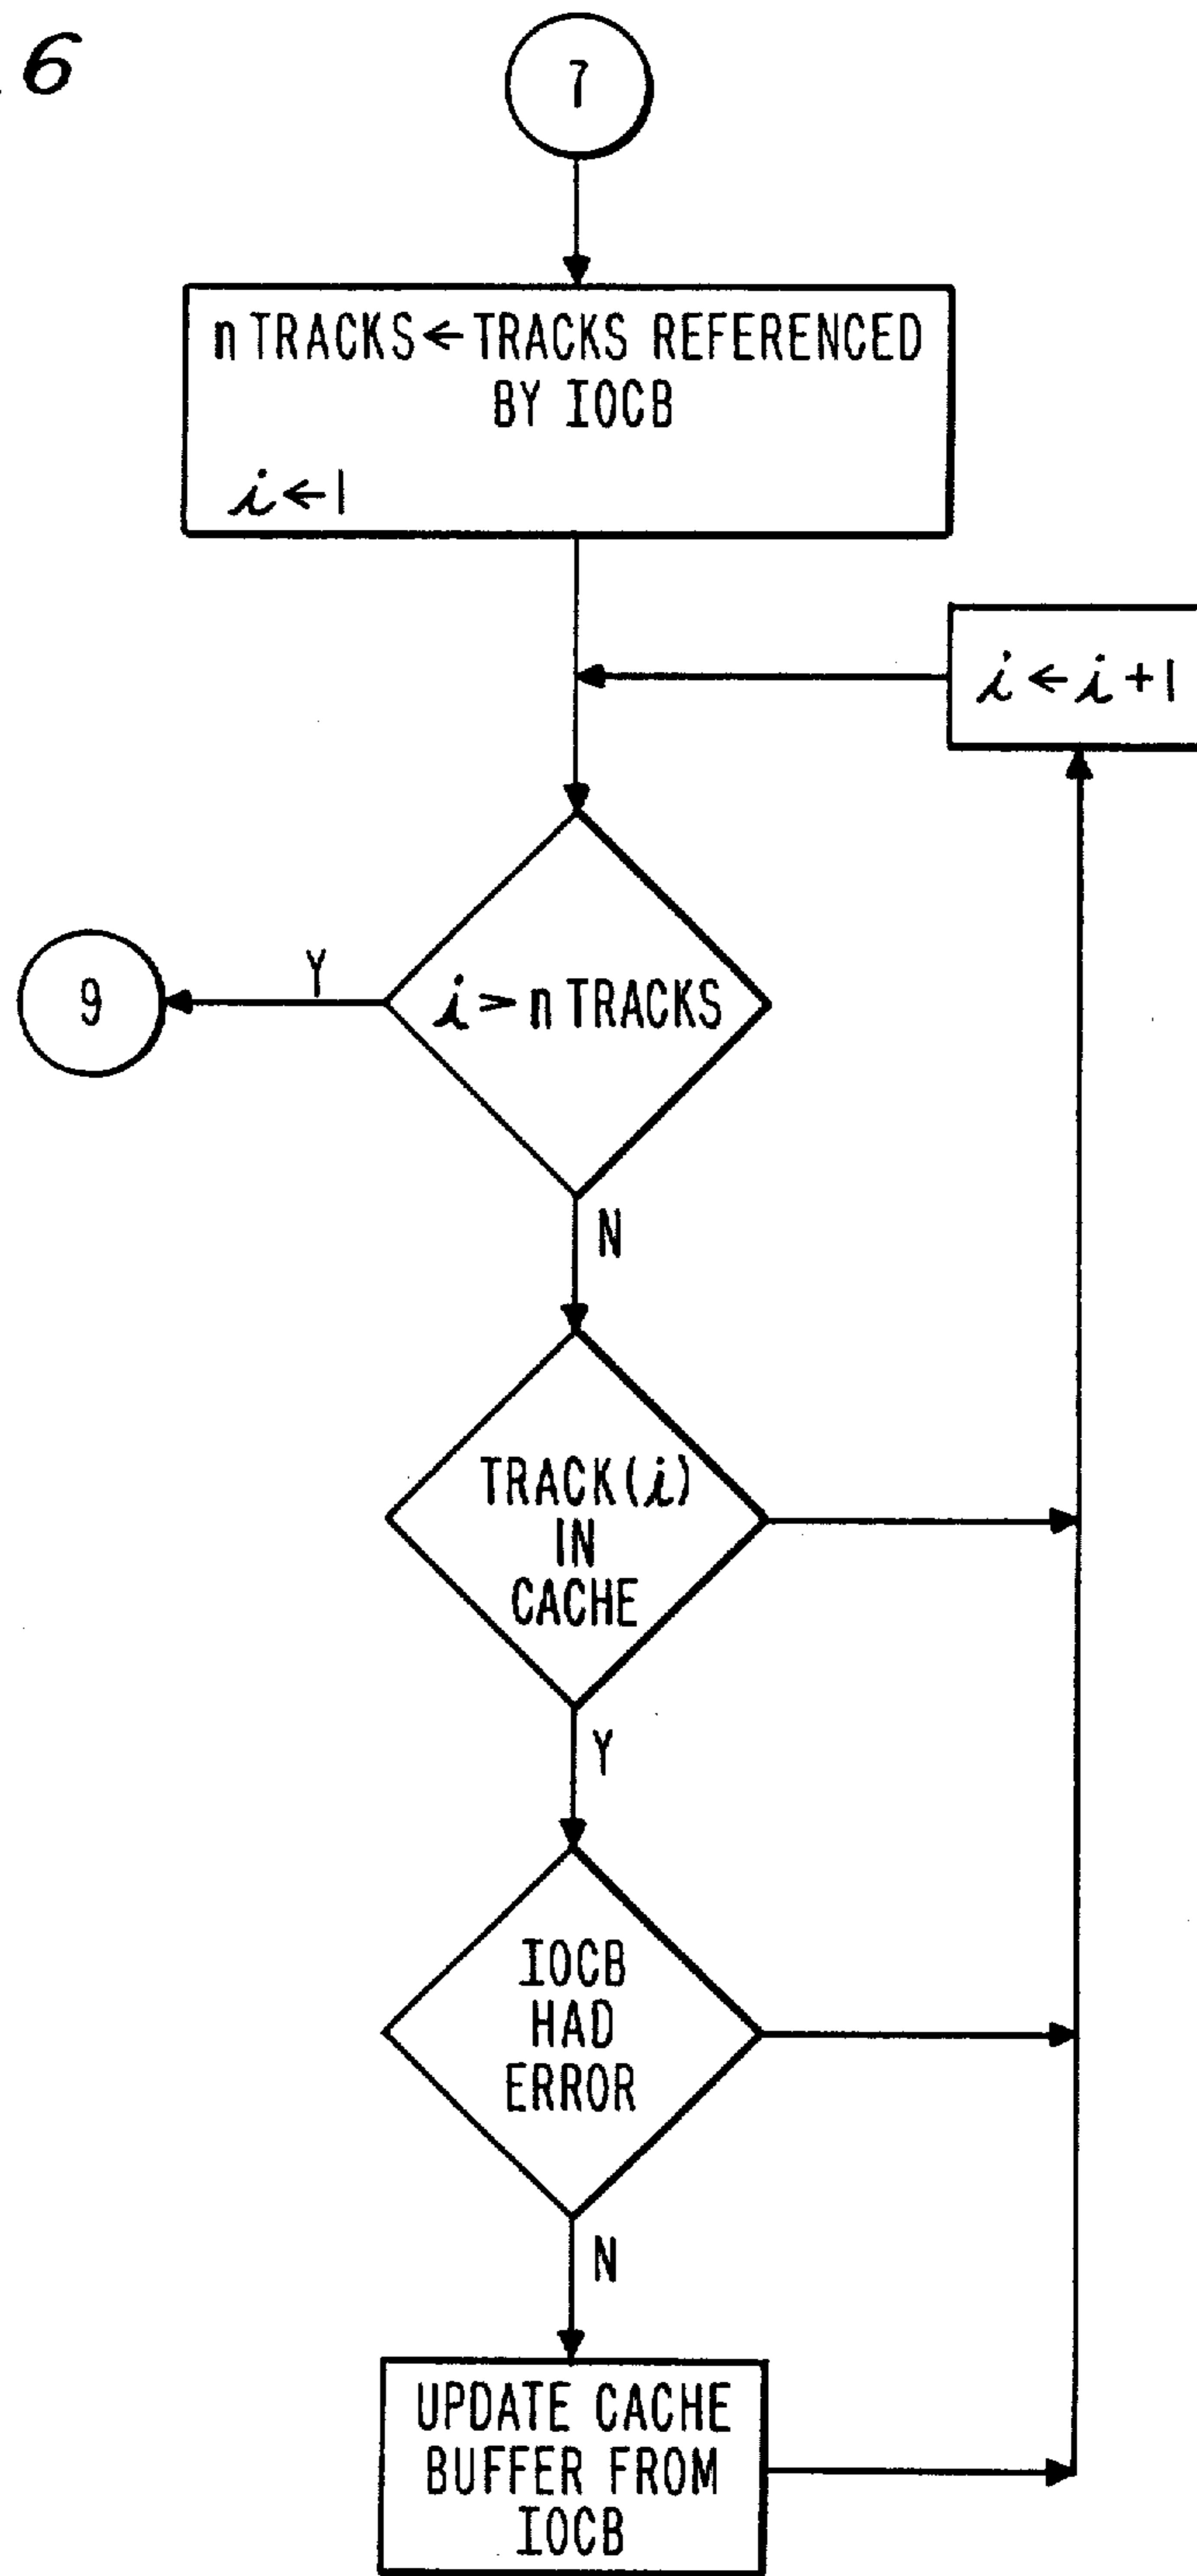 6
7
n TRACKS ← TRACKS REFERENCED
BY IOCB
i ← 1
i ← i + 1
9
Y
i > n TRACKS
N
TRACK (i)
IN
CACHE
Y
IOCB
HAD
ERROR
N
UPDATE CACHE
BUFFER FROM
IOCB